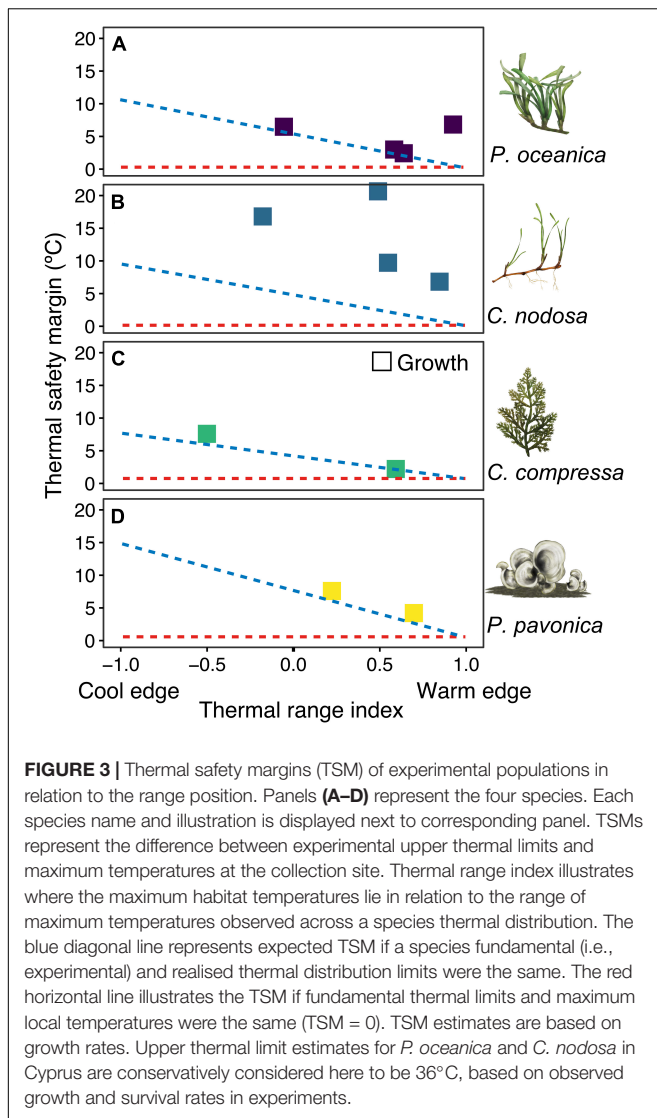 A
20
15
10
5
0
P. oceanica
B
20
15
10
5
0
C. nodosa
Thermal safety margin (°C)
C
Growth
20
15
10
5
0
C. compressa
D
20
15
10
5
0
P. pavonica
−1.0 −0.5 0.0 0.5 1.0
Cool edge Warm edge
Thermal range index
FIGURE 3 | Thermal safety margins (TSM) of experimental populations in
relation to the range position. Panels (A–D) represent the four species. Each
species name and illustration is displayed next to corresponding panel. TSMs
represent the difference between experimental upper thermal limits and
maximum temperatures at the collection site. Thermal range index illustrates
where the maximum habitat temperatures lie in relation to the range of
maximum temperatures observed across a species thermal distribution. The
blue diagonal line represents expected TSM if a species fundamental (i.e.,
experimental) and realised thermal distribution limits were the same. The red
horizontal line illustrates the TSM if fundamental thermal limits and maximum
local temperatures were the same (TSM = 0). TSM estimates are based on
growth rates. Upper thermal limit estimates for P. oceanica and C. nodosa in
Cyprus are conservatively considered here to be 36°C, based on observed
growth and survival rates in experiments.